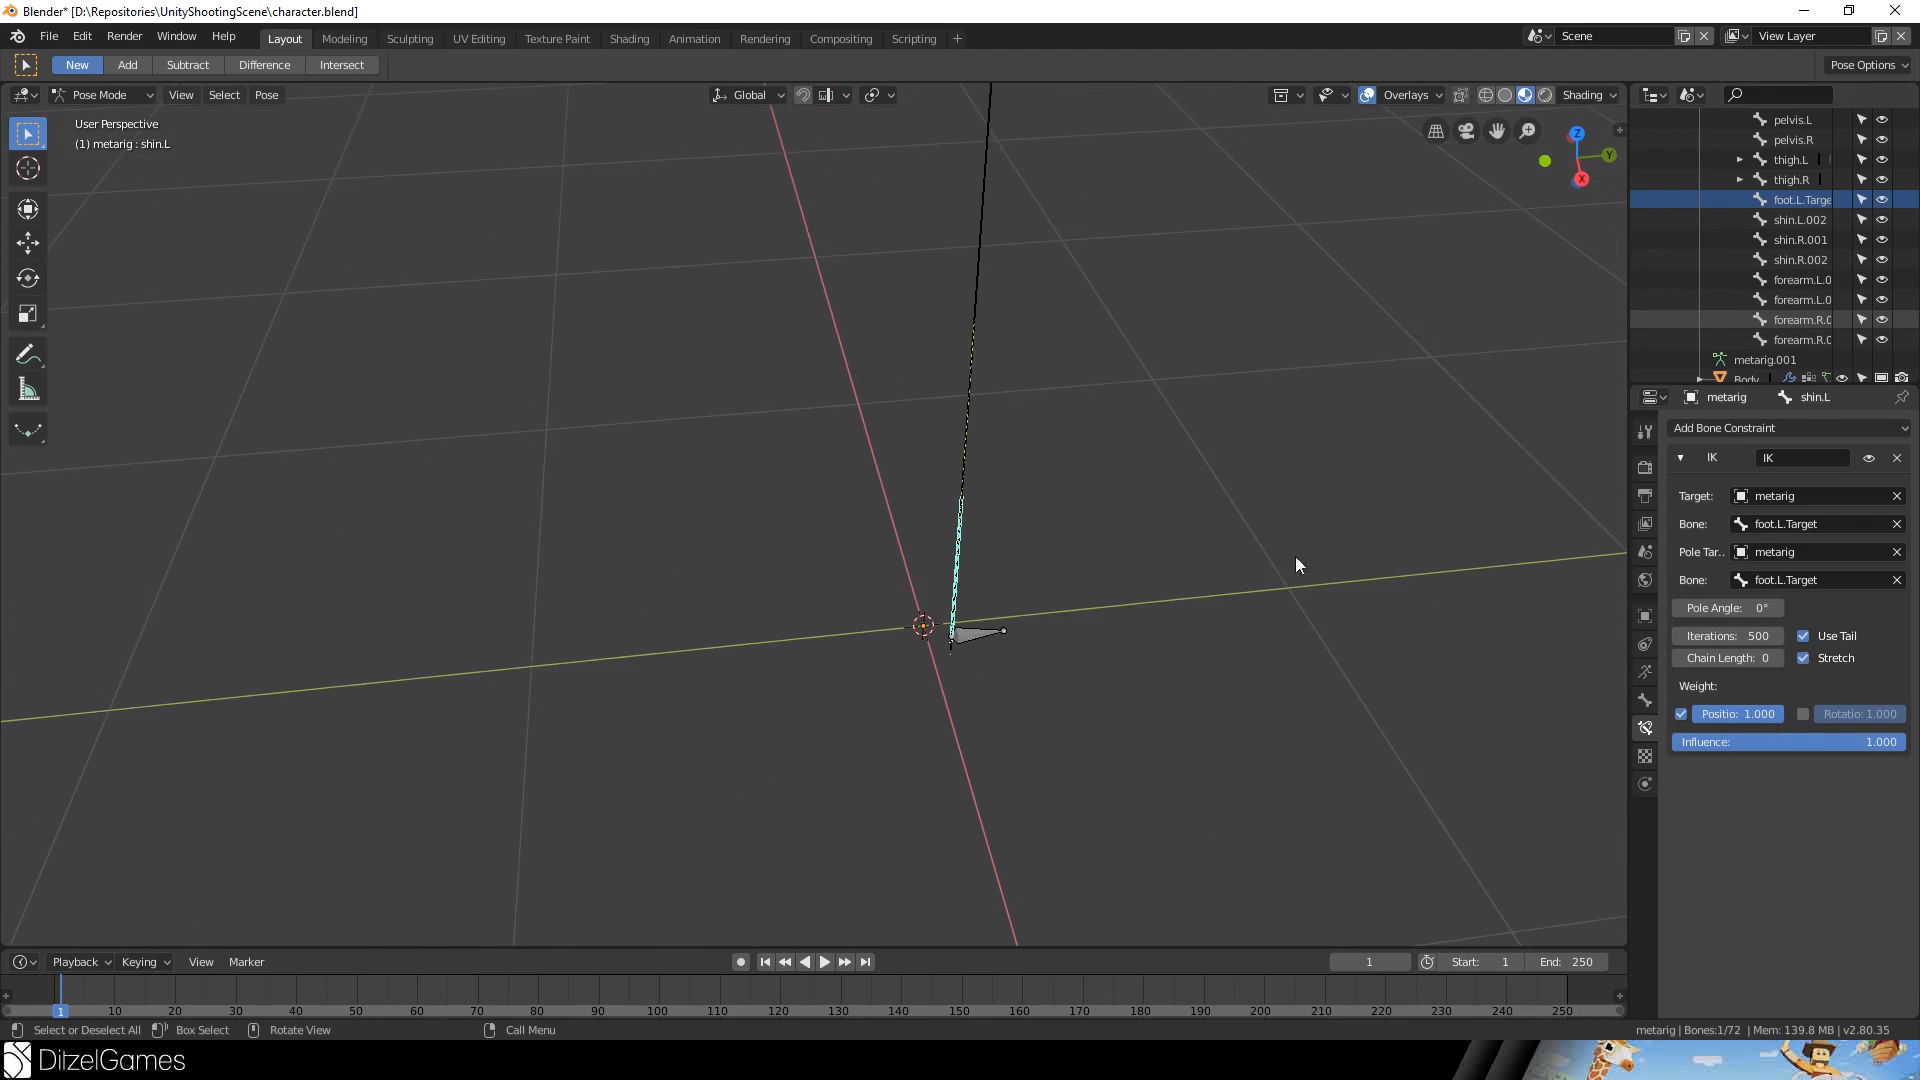 Blender* [D:\Repositories\UnityShootingScene\character.blend]
File Edit Render Window Help Layout Modeling Sculpting UV Editing Texture Paint Shading Animation Rendering Compositing Scripting + Scene View Layer
New Add Subtract Difference Intersect Pose Options
Pose Mode View Select Pose Global Overlays Shading
User Perspective
(1) metarig : shin.L
Z
Y
X
pelvis.L
pelvis.R
thigh.L
thigh.R
foot.L.Targe
shin.L.002
shin.R.001
shin.R.002
forearm.L.0
forearm.L.0
forearm.R.0
forearm.R.0
metarig.001
Body
metarig shin.L
Add Bone Constraint
IK IK
Target: metarig
Bone: foot.L.Target
Pole Tar.. metarig
Bone: foot.L.Target
Pole Angle: 0°
Iterations: 500 Use Tail
Chain Length: 0 Stretch
Weight:
Positio: 1.000 Rotatio: 1.000
Influence: 1.000
Playback Keying View Marker 1 Start: 1 End: 250
1 10 20 30 40 50 60 70 80 90 100 110 120 130 140 150 160 170 180 190 200 210 220 230 240 250
Select or Deselect All Box Select Rotate View Call Menu metarig | Bones:1/72 | Mem: 139.8 MB | v2.80.35
DitzelGames